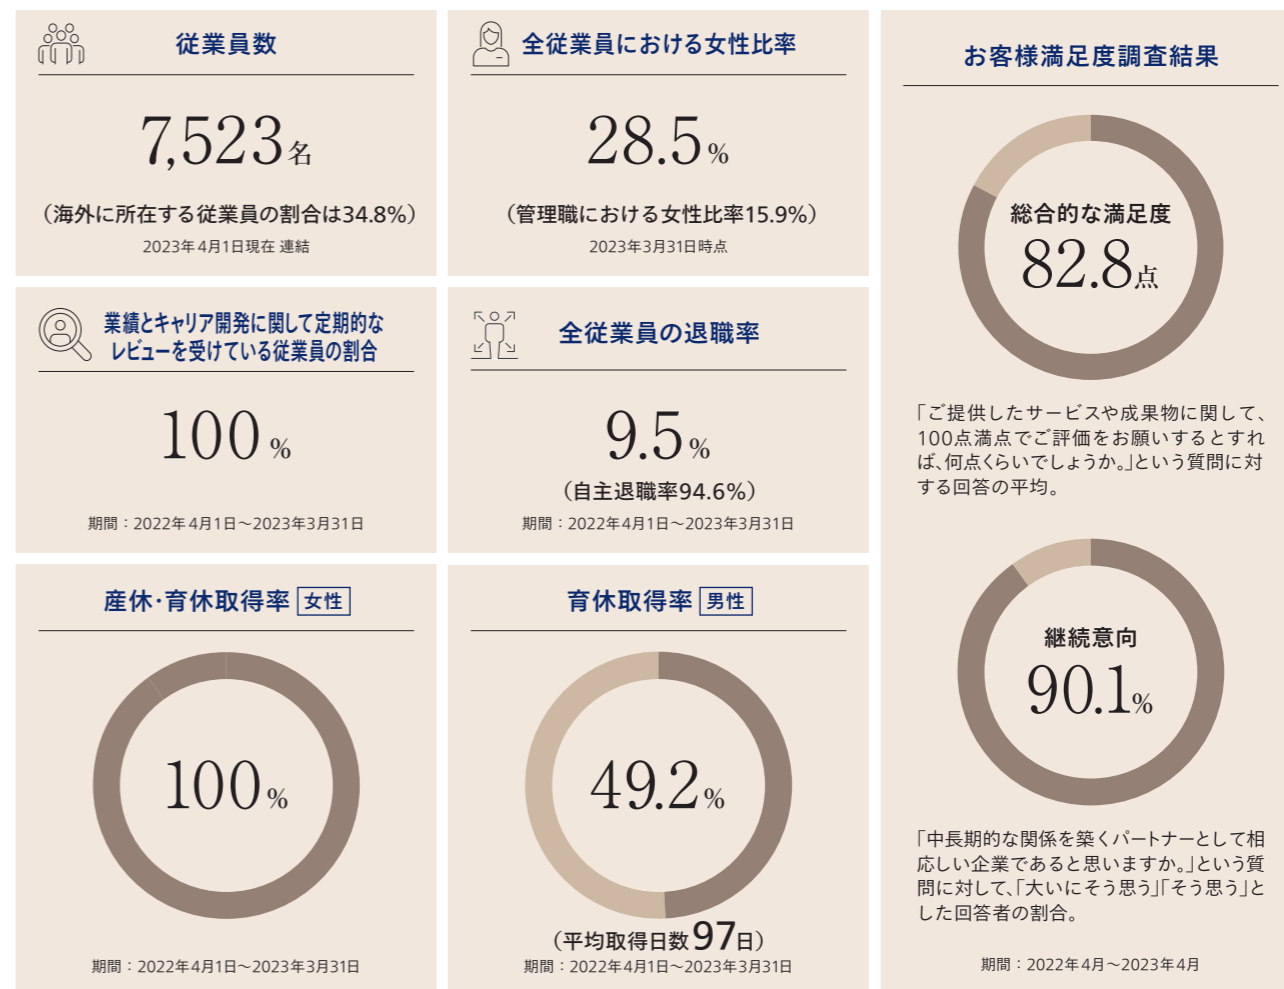 従業員数
7,523名
（海外に所在する従業員の割合は34.8%）
2023年4月1日現在 連結
全従業員における女性比率
28.5%
（管理職における女性比率15.9%）
2023年3月31日時点
業績とキャリア開発に関して定期的な
レビューを受けている従業員の割合
100%
期間：2022年4月1日～2023年3月31日
全従業員の退職率
9.5%
（自主退職率94.6%）
期間：2022年4月1日～2023年3月31日
産休・育休取得率 女性
100%
期間：2022年4月1日～2023年3月31日
育休取得率 男性
49.2%
（平均取得日数97日）
期間：2022年4月1日～2023年3月31日
お客様満足度調査結果
総合的な満足度
82.8点
「ご提供したサービスや成果物に関して、
100点満点でご評価をお願いするとすれ
ば、何点くらいでしょうか。」という質問に対
する回答の平均。
継続意向
90.1%
「中長期的な関係を築くパートナーとして相
応しい企業であると思いますか。」という質
問に対して、「大いにそう思う」「そう思う」と
した回答者の割合。
期間：2022年4月～2023年4月